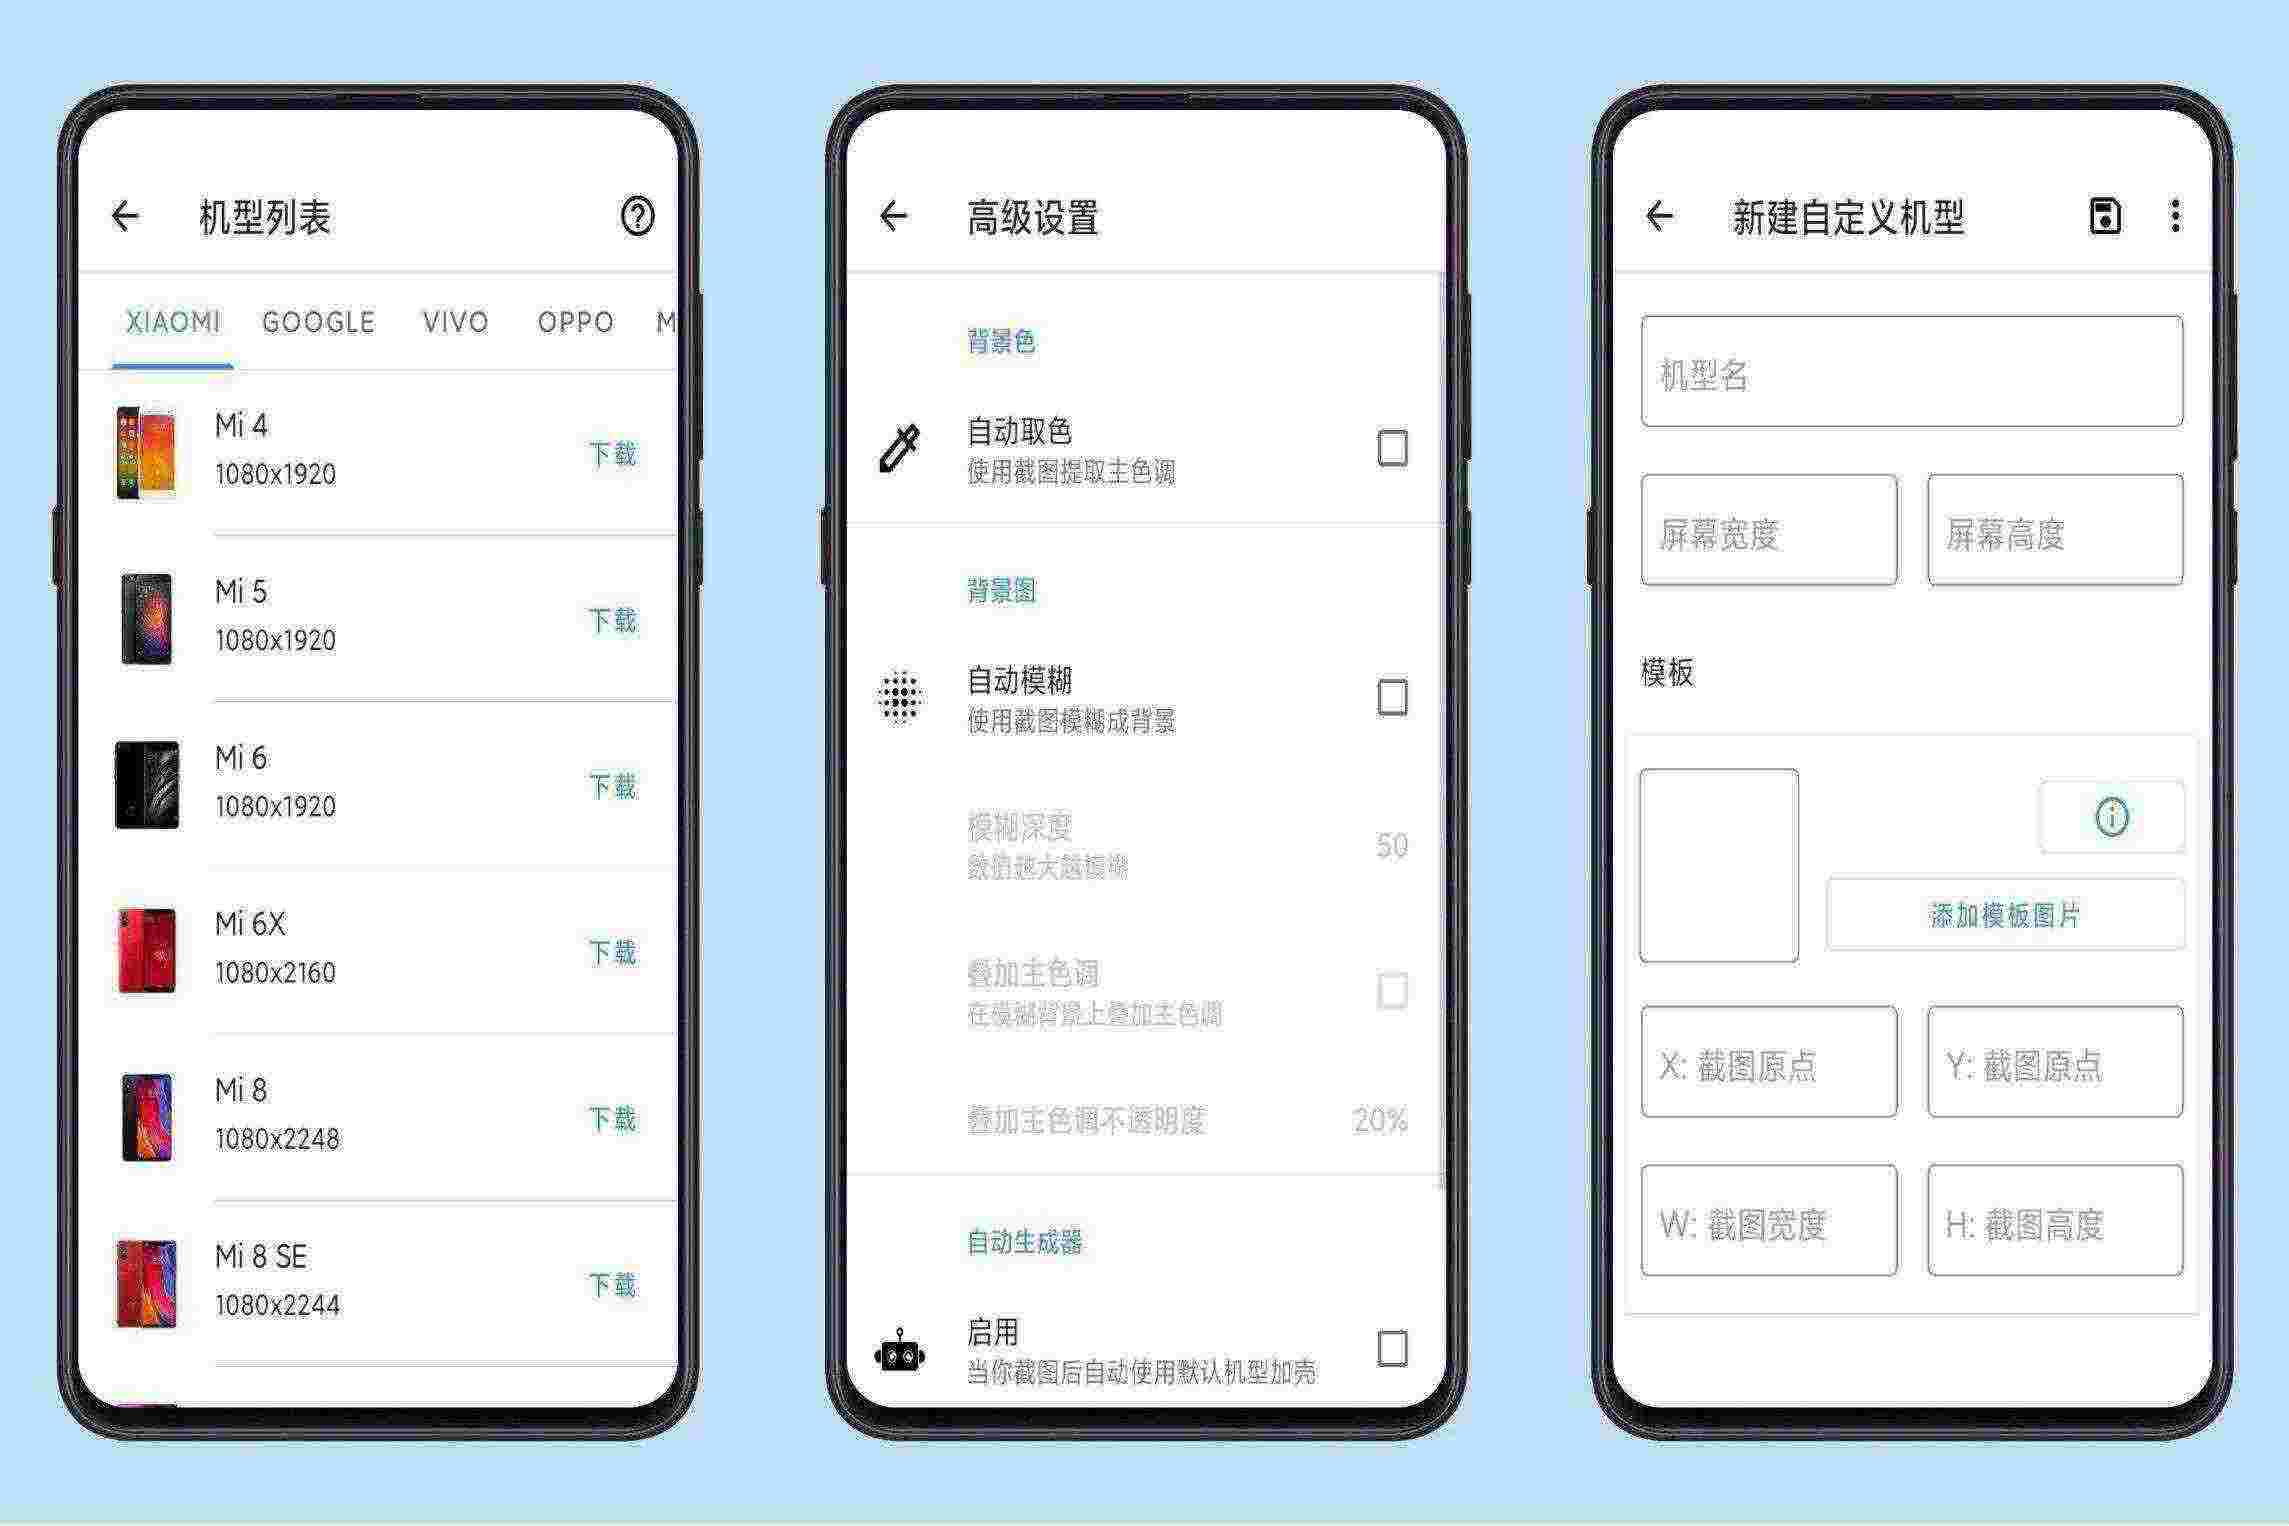 机型列表
XIAOMI GOOGLE VIVO OPPO M
Mi 4
1080x1920
下载
Mi 5
1080x1920
下载
Mi 6
1080x1920
下载
Mi 6X
1080x2160
下载
Mi 8
1080x2248
下载
Mi 8 SE
1080x2244
下载
高级设置
背景色
自动取色
使用截图提取主色调
背景图
自动模糊
使用截图模糊成背景
模糊深度
数值越大越模糊
50
叠加主色调
在模糊背景上叠加主色调
叠加主色调不透明度 20%
自动生成器
启用
当你截图后自动使用默认机型加壳
新建自定义机型
机型名
屏幕宽度 屏幕高度
模板
添加模板图片
X: 截图原点 Y: 截图原点
W: 截图宽度 H: 截图高度